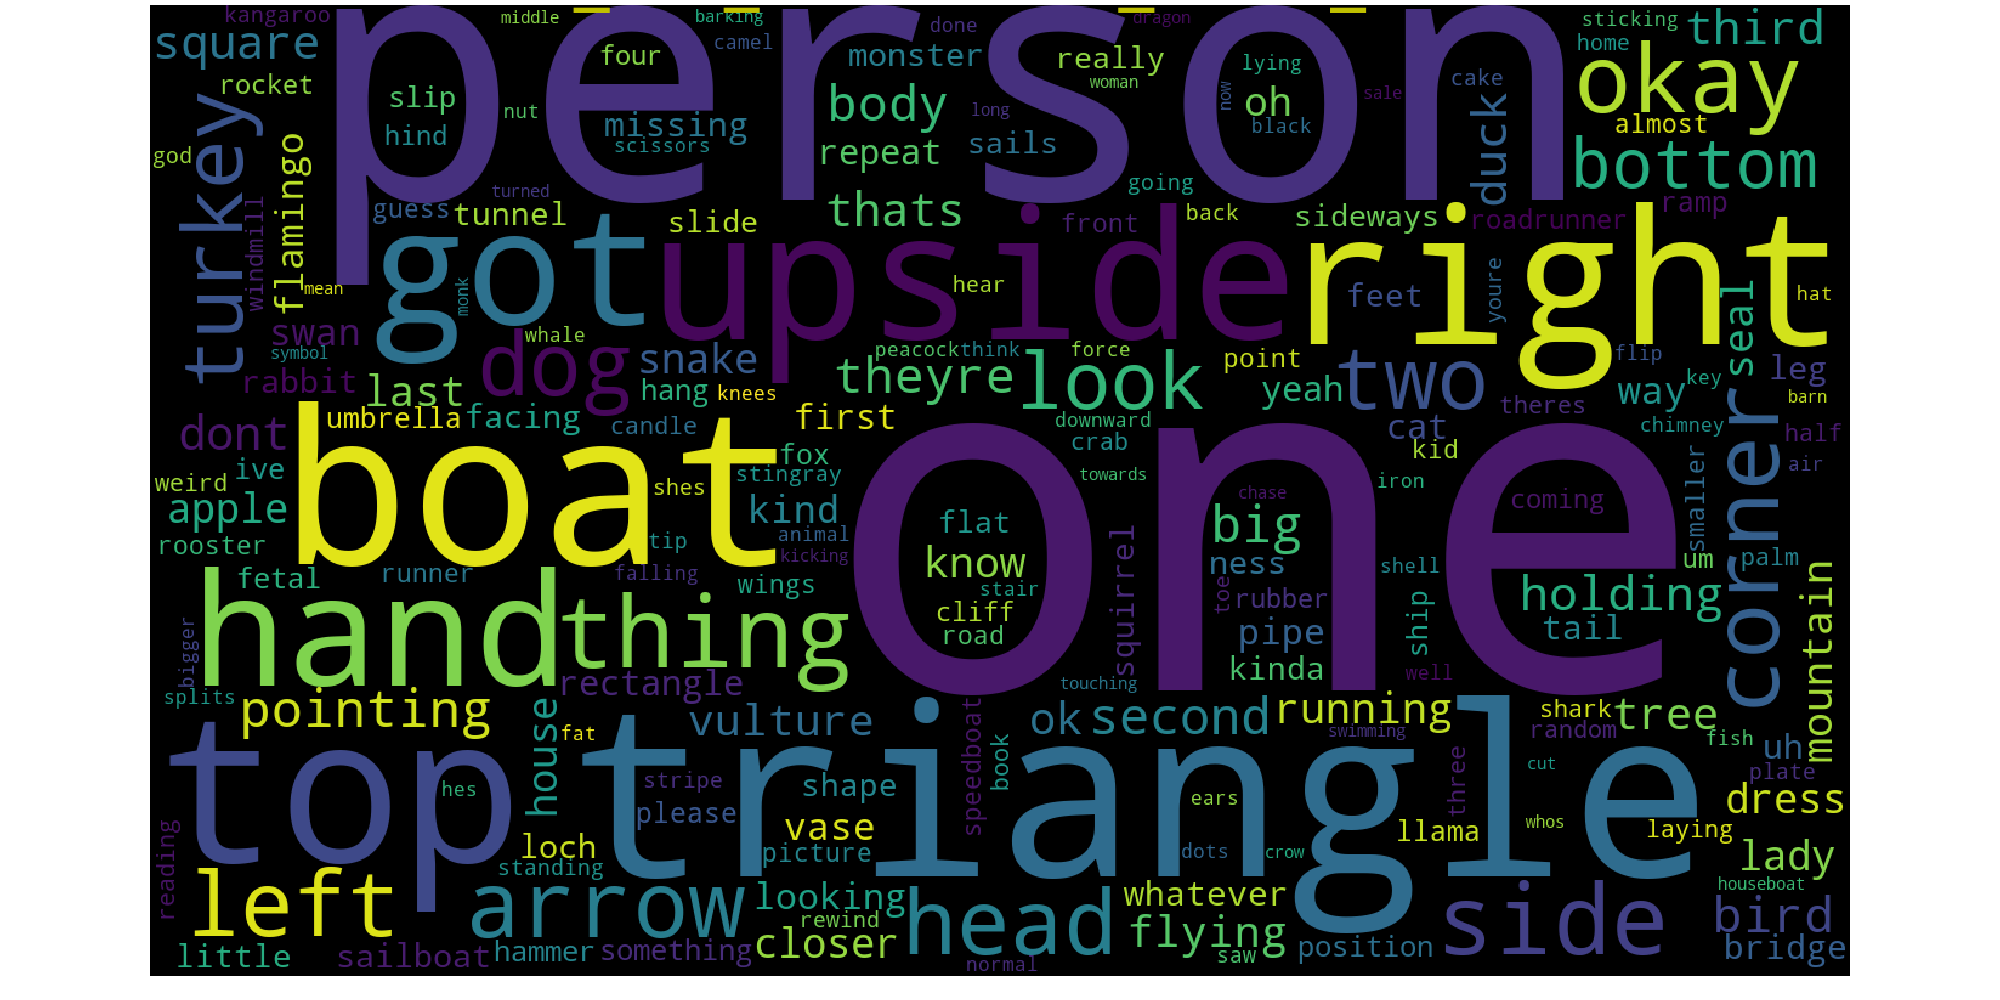 kangaroo middle barking done dragon sticking third
square person four camel monster really home okay
rocket slip nut body woman lying oh cake sale
hind missing scissors long now black duck almost
god turkey flamingo repeat sails bottom
guess turned tunnel slide thats going front back sideways roadrunner ramp
windmill got upside right hear feet youre hat
mean monk swan whale dog snake peacock think force point two flip seal
symbol rabbit last hang knees theyre look yeah way key leg
dont umbrella facing candle first downward crab cat theres chimney barn half
ive boat fox stingray one towards kid iron corner air
weird shes apple kind flat chase big coming smaller
rooster tip animal kicking know squirrel ness shell um palm
fetal runner falling wings stair toe rubber holding mountain
hand thing cliff road pipe ship tail
bigger rectangle kinda well
splits pointing touching running shark tree
house fat vulture speedboat ok second swimming random fish uh
top triangle stripe book three cut plate
hes shape ears dress
please vase llama whos laying
reading loch picture dots crow lady
standing houseboat
left arrow looking head whatever side bird
rewind flying
little sailboat hammer something closer normal saw position bridge